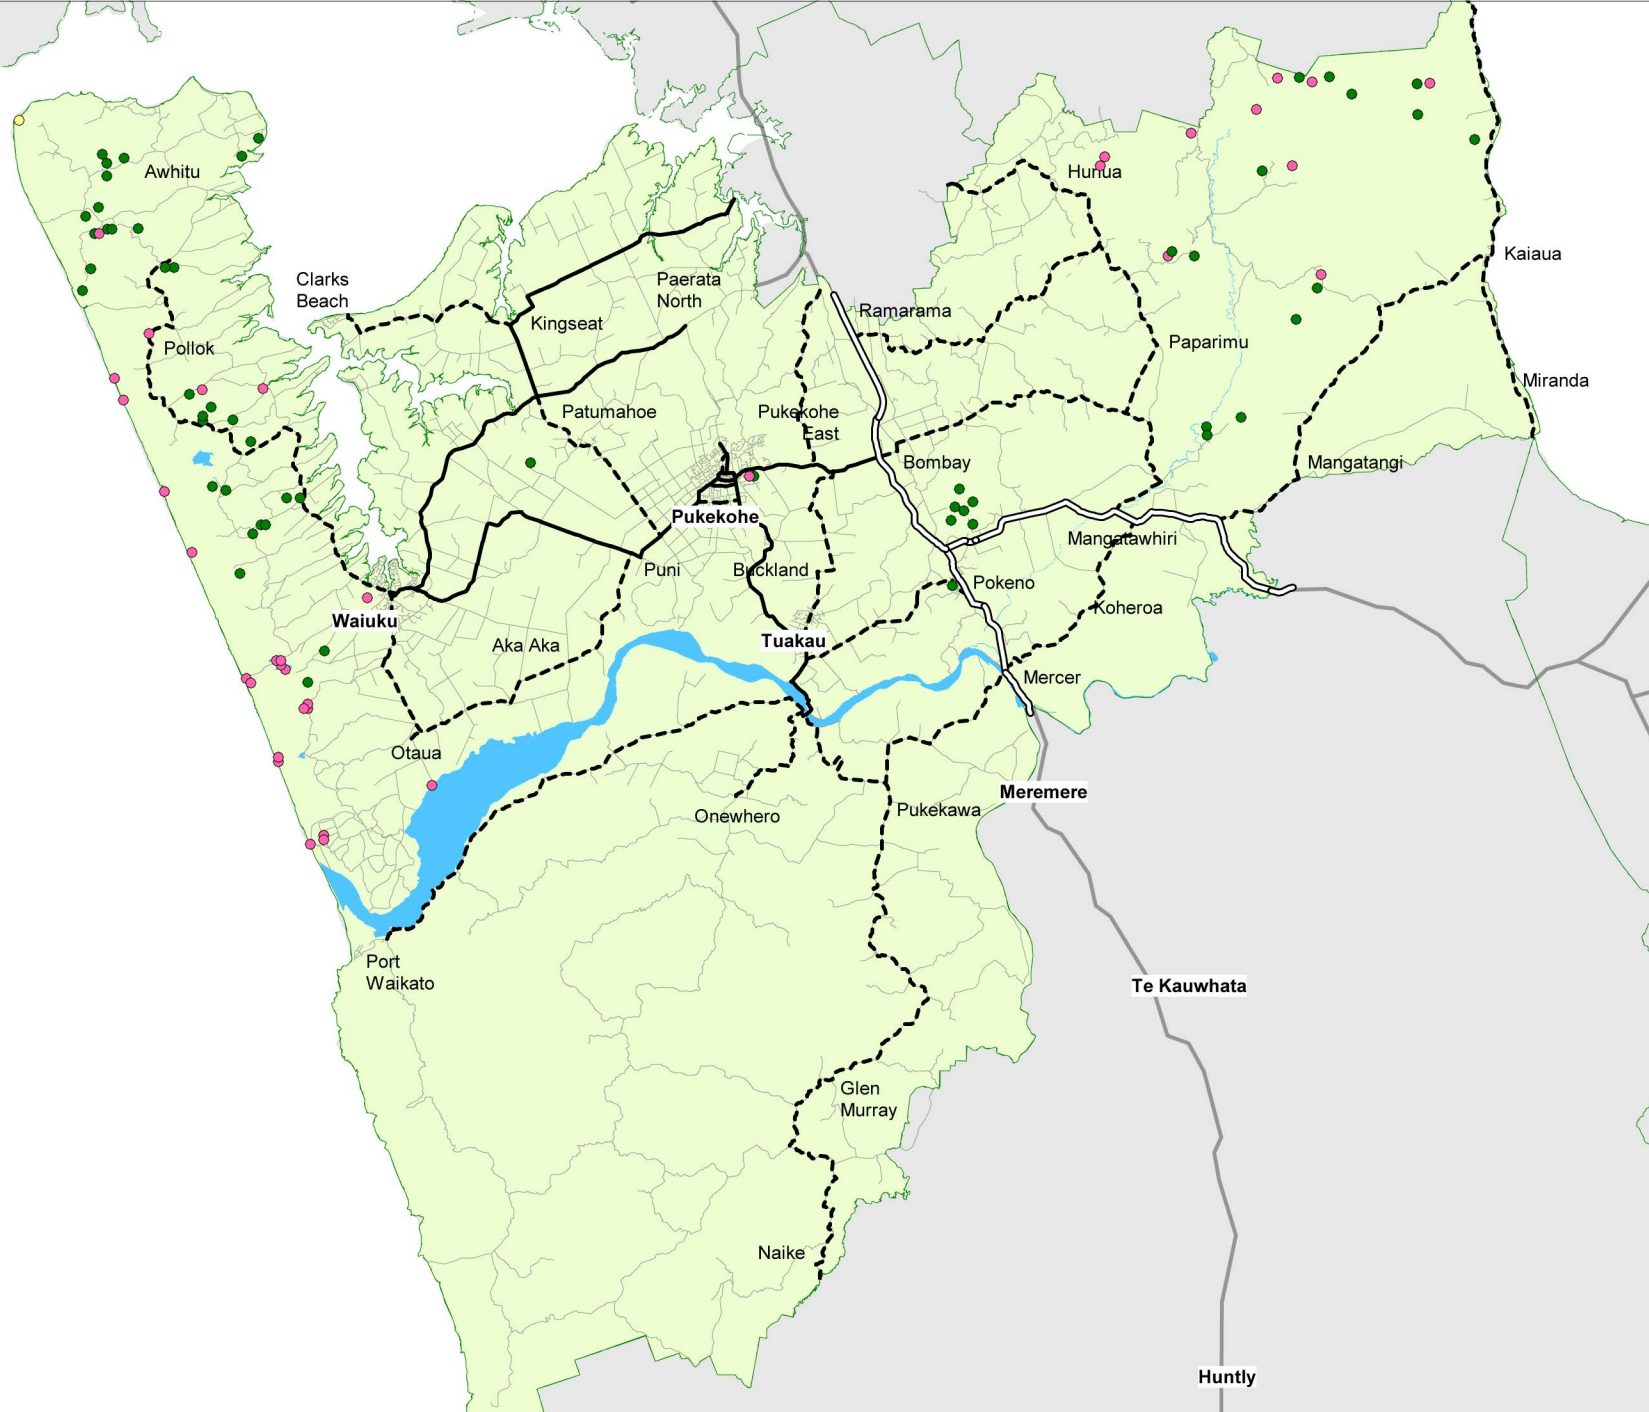 Awhitu
Hunua
Kaiaua
Clarks
Beach
Paerata
North
Kingseat
Ramarama
Pollok
Paparimu
Miranda
Patumahoe
Pukekohe
East
Bombay
Mangatangi
Pukekohe
Mangatawhiri
Puni
Buckland
Pokeno
Koheroa
Waiuku
Aka Aka
Tuakau
Mercer
Otaua
Meremere
Onewhero
Pukekawa
Port
Waikato
Te Kauwhata
Glen
Murray
Naike
Huntly